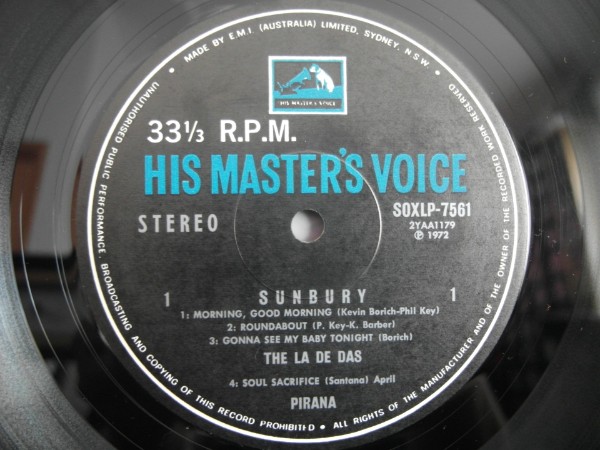 • MADE BY E.M.I. (AUSTRALIA) LIMITED, SYDNEY, N.S.W •
HIS MASTER'S VOICE
33 1/3 R.P.M.
HIS MASTER'S VOICE
STEREO
SOXLP-7561
2YAA1179
℗ 1972
1 SUNBURY 1
1: MORNING, GOOD MORNING (Kevin Borich-Phil Key)
2: ROUNDABOUT (P. Key-K. Barber)
3: GONNA SEE MY BABY TONIGHT (Borich)
THE LA DE DAS
4: SOUL SACRIFICE (Santana) April
PIRANA
UNAUTHORISED PUBLIC PERFORMANCE, BROADCASTING AND COPYING OF THIS RECORD PROHIBITED • ALL RIGHTS OF THE MANUFACTURER AND OF THE OWNER OF THE RECORDED WORK RESERVED